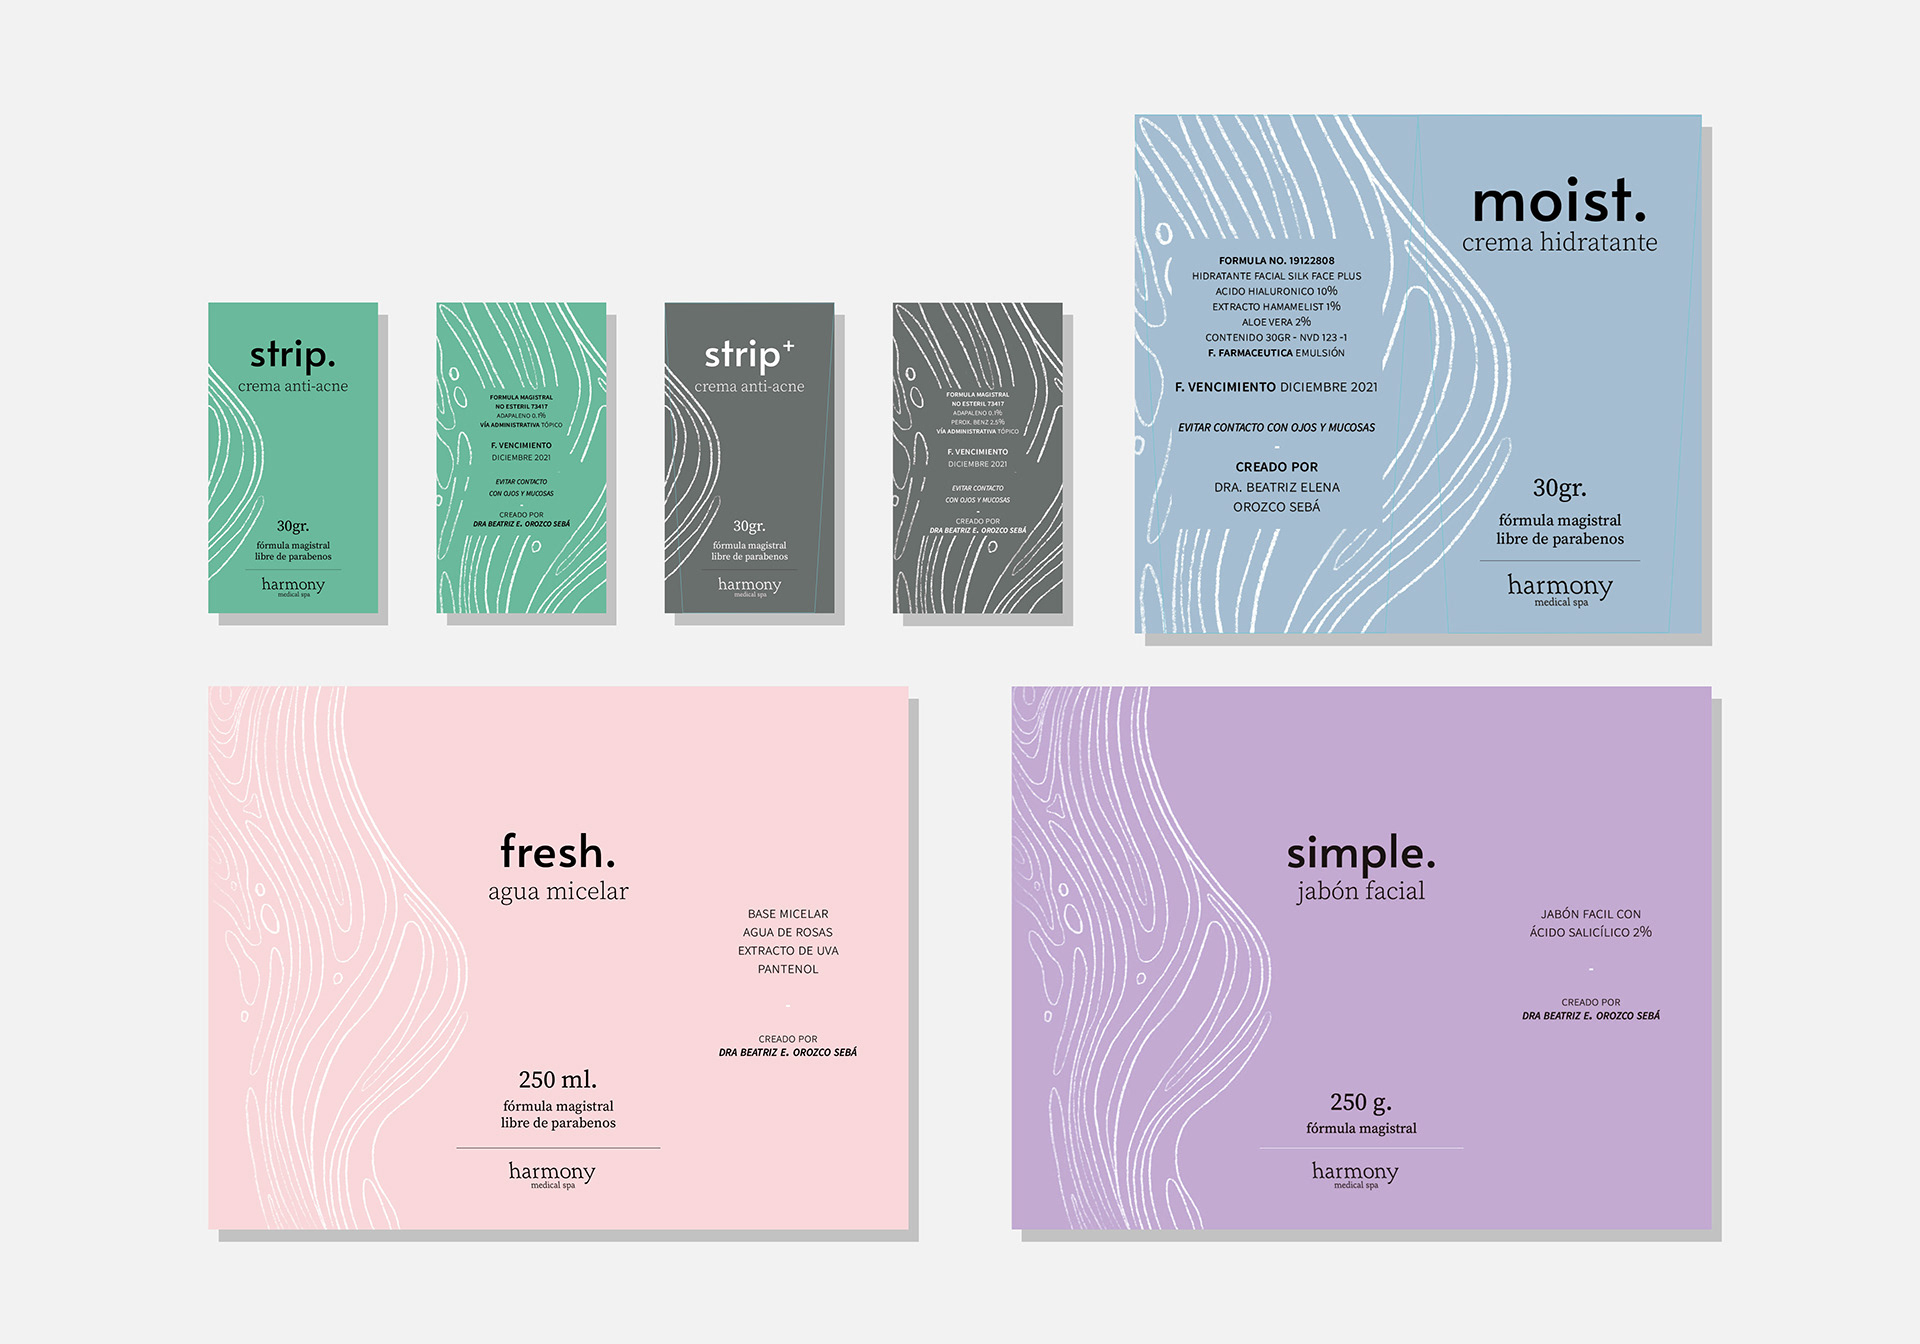 strip.
crema anti-acne
30gr.
fórmula magistral
libre de parabenos
harmony
medical spa
FORMULA MAGISTRAL
NO ESTERIL 73417
ADAPALENO 0.1%
VÍA ADMINISTRATIVA TÓPICO
F. VENCIMIENTO
DICIEMBRE 2021
EVITAR CONTACTO
CON OJOS Y MUCOSAS
-
CREADO POR
DRA BEATRIZ E. OROZCO SEBÁ
strip+
crema anti-acne
30gr.
fórmula magistral
libre de parabenos
harmony
medical spa
FORMULA MAGISTRAL
NO ESTERIL 73417
ADAPALENO 0.1%
PEROX. BENZ 2.5%
VÍA ADMINISTRATIVA TÓPICO
F. VENCIMIENTO
DICIEMBRE 2021
EVITAR CONTACTO
CON OJOS Y MUCOSAS
-
CREADO POR
DRA BEATRIZ E. OROZCO SEBÁ
FORMULA NO. 19122808
HIDRATANTE FACIAL SILK FACE PLUS
ACIDO HIALURONICO 10%
EXTRACTO HAMAMELIST 1%
ALOE VERA 2%
CONTENIDO 30GR - NVD 123 -1
F. FARMACEUTICA EMULSIÓN
F. VENCIMIENTO DICIEMBRE 2021
EVITAR CONTACTO CON OJOS Y MUCOSAS
-
CREADO POR
DRA. BEATRIZ ELENA
OROZCO SEBÁ
moist.
crema hidratante
30gr.
fórmula magistral
libre de parabenos
harmony
medical spa
fresh.
agua micelar
250 ml.
fórmula magistral
libre de parabenos
harmony
medical spa
BASE MICELAR
AGUA DE ROSAS
EXTRACTO DE UVA
PANTENOL
-
CREADO POR
DRA BEATRIZ E. OROZCO SEBÁ
simple.
jabón facial
250 g.
fórmula magistral
harmony
medical spa
JABÓN FACIL CON
ÁCIDO SALICÍLICO 2%
-
CREADO POR
DRA BEATRIZ E. OROZCO SEBÁ